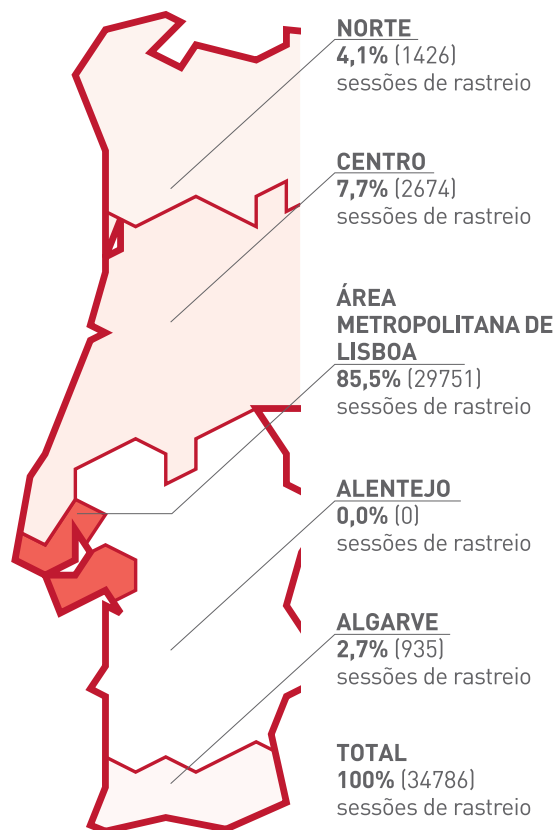 NORTE
4,1% (1426)
sessões de rastreio
CENTRO
7,7% (2674)
sessões de rastreio
ÁREA
METROPOLITANA DE
LISBOA
85,5% (29751)
sessões de rastreio
ALENTEJO
0,0% (0)
sessões de rastreio
ALGARVE
2,7% (935)
sessões de rastreio
TOTAL
100% (34786)
sessões de rastreio